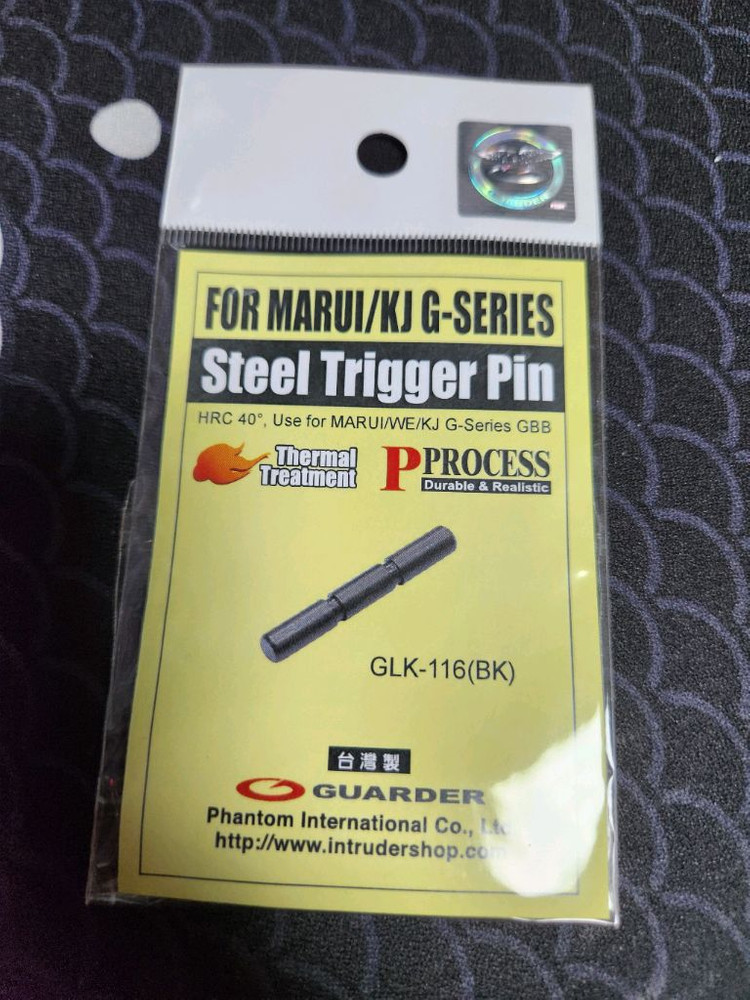 FOR MARUI/KJ G-SERIES
Steel Trigger Pin
HRC 40°, Use for MARUI/WE/KJ G-Series GBB
Thermal
Treatment
PPROCESS
Durable & Realistic
GLK-116(BK)
台灣製
GUARDER
Phantom International Co., Ltd
http://www.intrudershop.com